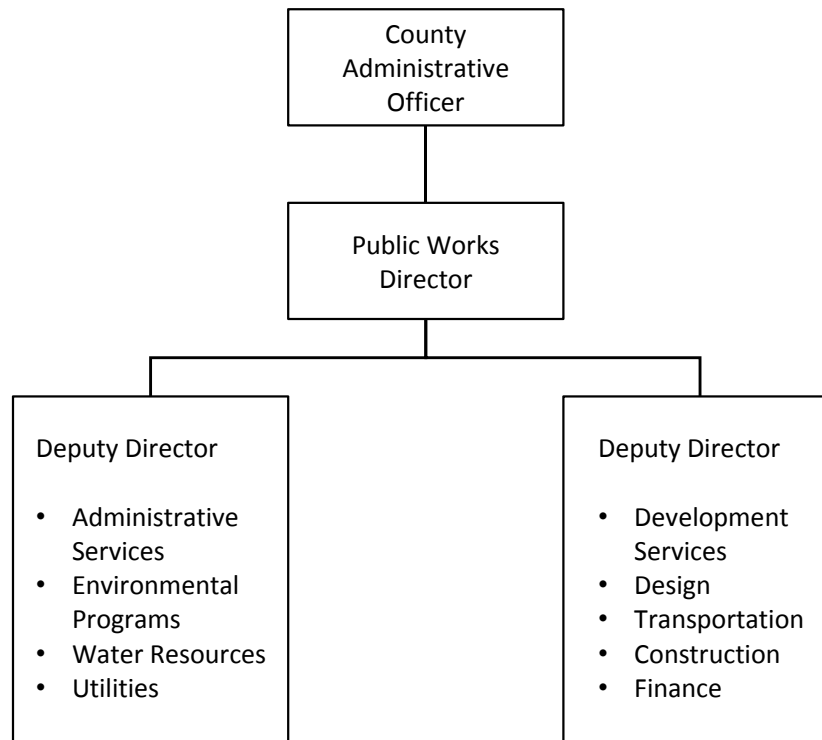 County
Administrative
Officer
Public Works
Director
Deputy Director
• Administrative
Services
• Environmental
Programs
• Water Resources
• Utilities
Deputy Director
• Development
Services
• Design
• Transportation
• Construction
• Finance